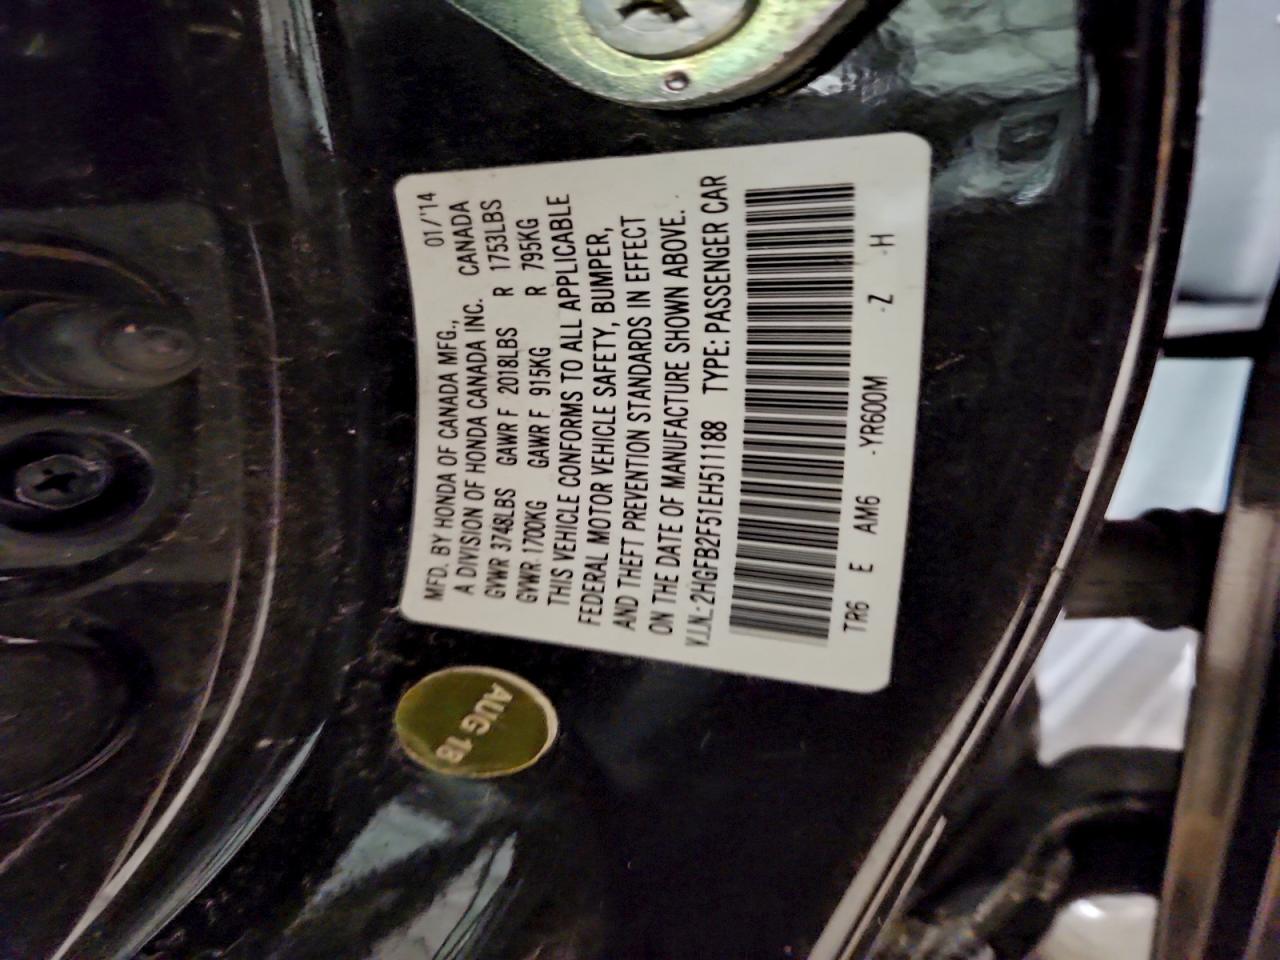 MFD. BY HONDA OF CANADA MFG., 01/'14
A DIVISION OF HONDA CANADA INC. CANADA
GVWR 3748LBS GAWR F 2018LBS R 1753LBS
GVWR 1700KG GAWR F 915KG R 795KG
THIS VEHICLE CONFORMS TO ALL APPLICABLE
FEDERAL MOTOR VEHICLE SAFETY, BUMPER,
AND THEFT PREVENTION STANDARDS IN EFFECT
ON THE DATE OF MANUFACTURE SHOWN ABOVE.
V.I.N.:2HGFB2F51EH511188 TYPE:PASSENGER CAR
TR6 E AM6 -YR600M -Z -H
AUG 13